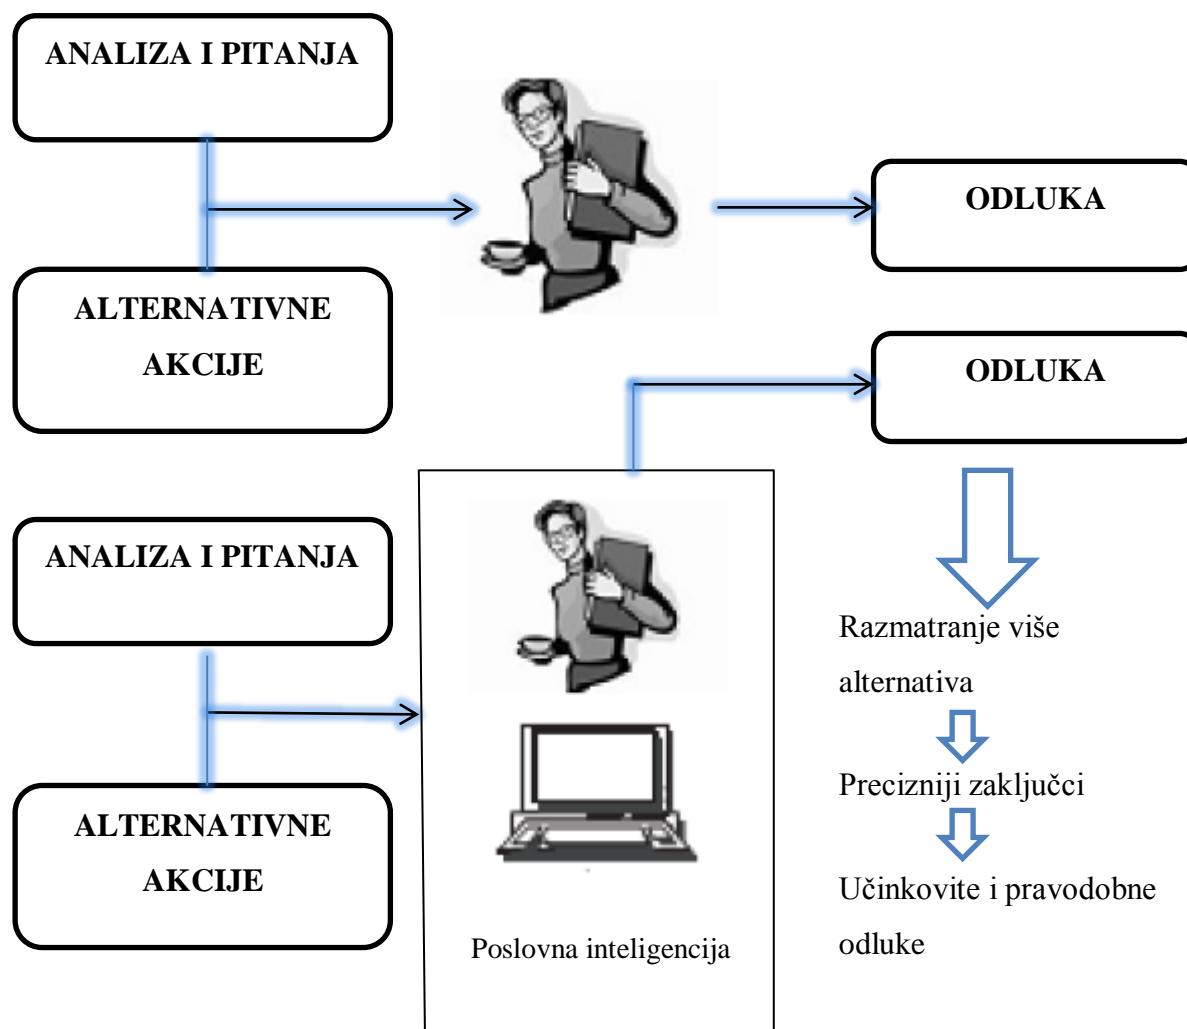 ANALIZA I PITANJA
ALTERNATIVNE
AKCIJE
ODLUKA
ODLUKA
ANALIZA I PITANJA
ALTERNATIVNE
AKCIJE
Poslovna inteligencija
Razmatranje više
alternativa
Precizniji zaključci
Učinkovite i pravodobne
odluke